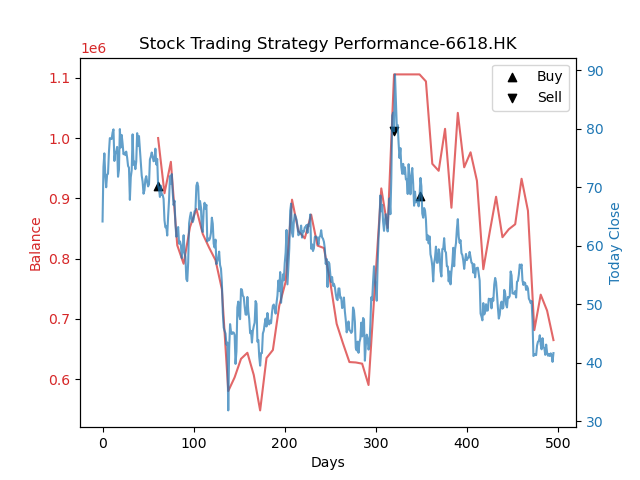 Stock Trading Strategy Performance-6618.HK
1e6
Buy
Sell
1.1
1.0
0.9
0.8
0.7
0.6
Balance
90
80
70
60
50
40
30
Today Close
0 100 200 300 400 500
Days